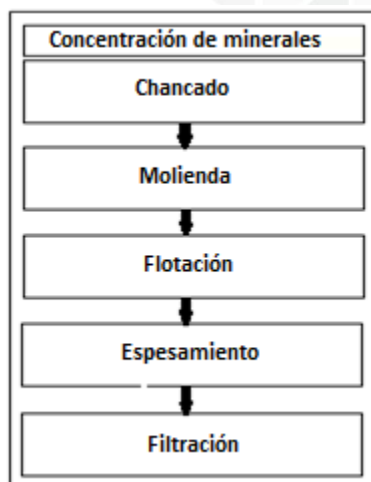 Concentración de minerales
Chancado
Molienda
Flotación
Espesamiento
Filtración